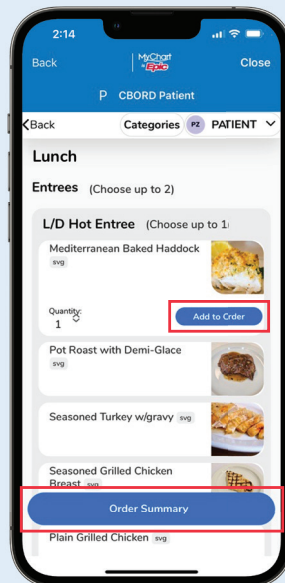 2:14
Back
MyChart
Epic
Close
P CBORD Patient
Back
Categories
PZ
PATIENT
Lunch
Entrees (Choose up to 2)
L/D Hot Entree (Choose up to 1
Mediterranean Baked Haddock
svg
Quantity:
1
Add to Order
Pot Roast with Demi-Glace
svg
Seasoned Turkey w/gravy svg
Seasoned Grilled Chicken
Breast svg
Order Summary
Plain Grilled Chicken svg